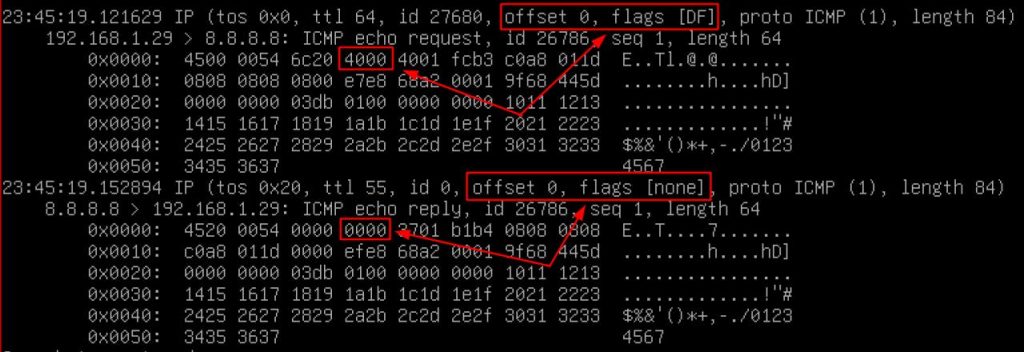 23:45:19.121629 IP (tos 0x0, ttl 64, id 27680, offset 0, flags [DF], proto ICMP (1), length 84)
192.168.1.29 > 8.8.8.8: ICMP echo request, id 26786, seq 1, length 64
0x0000: 4500 0054 6c20 4000 4001 fcb3 c0a8 011d E..Tl.@.@.......
0x0010: 0808 0808 0800 e7e8 68a2 0001 9f68 445d ........h....hD]
0x0020: 0000 0000 03db 0100 0000 0000 1011 1213 ................
0x0030: 1415 1617 1819 1a1b 1c1d 1e1f 2021 2223 .............!"#
0x0040: 2425 2627 2829 2a2b 2c2d 2e2f 3031 3233 $%&'()*+,-./0123
0x0050: 3435 3637 4567
23:45:19.152894 IP (tos 0x20, ttl 55, id 0, offset 0, flags [none], proto ICMP (1), length 84)
8.8.8.8 > 192.168.1.29: ICMP echo reply, id 26786, seq 1, length 64
0x0000: 4520 0054 0000 0000 3701 b1b4 0808 0808 E..T....7.......
0x0010: c0a8 011d 0000 efe8 68a2 0001 9f68 445d ........h....hD]
0x0020: 0000 0000 03db 0100 0000 0000 1011 1213 ................
0x0030: 1415 1617 1819 1a1b 1c1d 1e1f 2021 2223 .............!"#
0x0040: 2425 2627 2829 2a2b 2c2d 2e2f 3031 3233 $%&'()*+,-./0123
0x0050: 3435 3637 4567